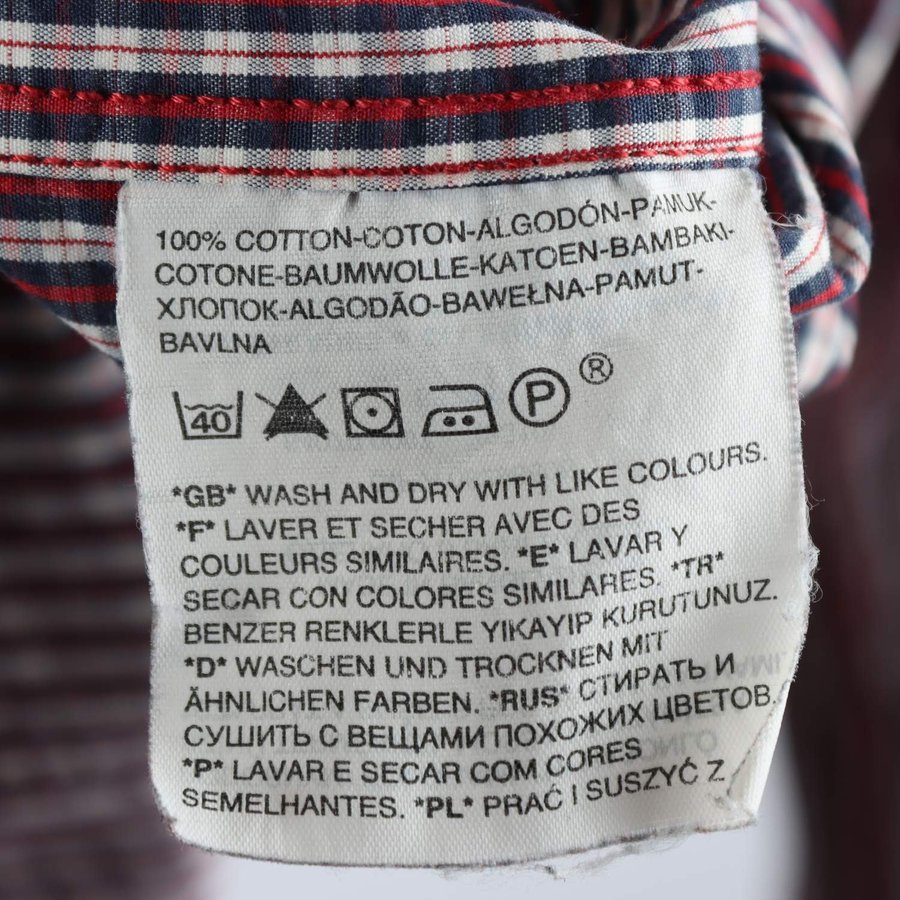 100% COTTON-COTON-ALGODÓN-PAMUK-
COTONE-BAUMWOLLE-KATOEN-BAMBAKI-
ХЛОПОК-ALGODÃO-BAWEŁNA-PAMUT-
BAVLNA
40 P ®
*GB* WASH AND DRY WITH LIKE COLOURS.
*F* LAVER ET SECHER AVEC DES
COULEURS SIMILAIRES. *E* LAVAR Y
SECAR CON COLORES SIMILARES. *TR*
BENZER RENKLERLE YIKAYIP KURUTUNUZ.
*D* WASCHEN UND TROCKNEN MIT
ÄHNLICHEN FARBEN. *RUS* СТИРАТЬ И
СУШИТЬ С ВЕЩАМИ ПОХОЖИХ ЦВЕТОВ.
*P* LAVAR E SECAR COM CORES
SEMELHANTES. *PL* PRAĆ I SUSZYĆ Z